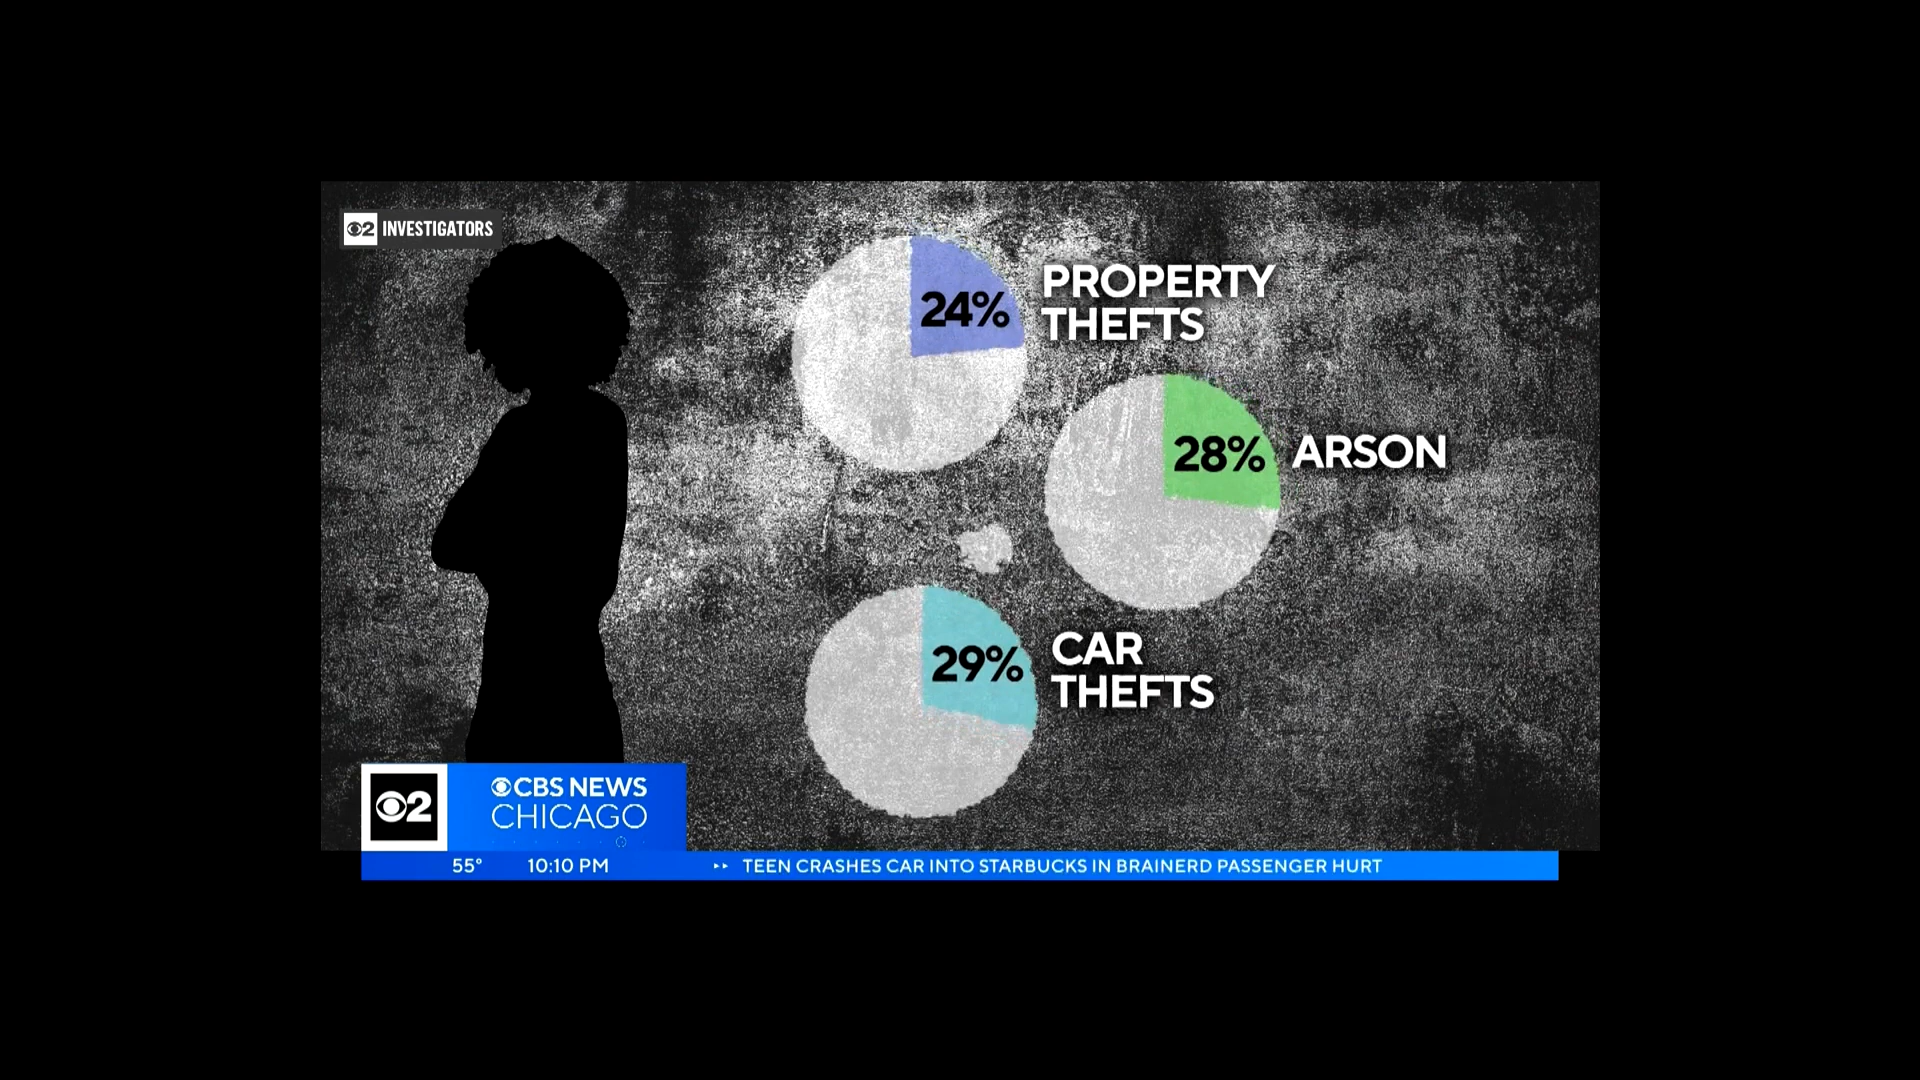 2 INVESTIGATORS
24%
PROPERTY
THEFTS
28%
ARSON
29%
CAR
THEFTS
2
CBS NEWS
CHICAGO
55°
10:10 PM
TEEN CRASHES CAR INTO STARBUCKS IN BRAINERD PASSENGER HURT